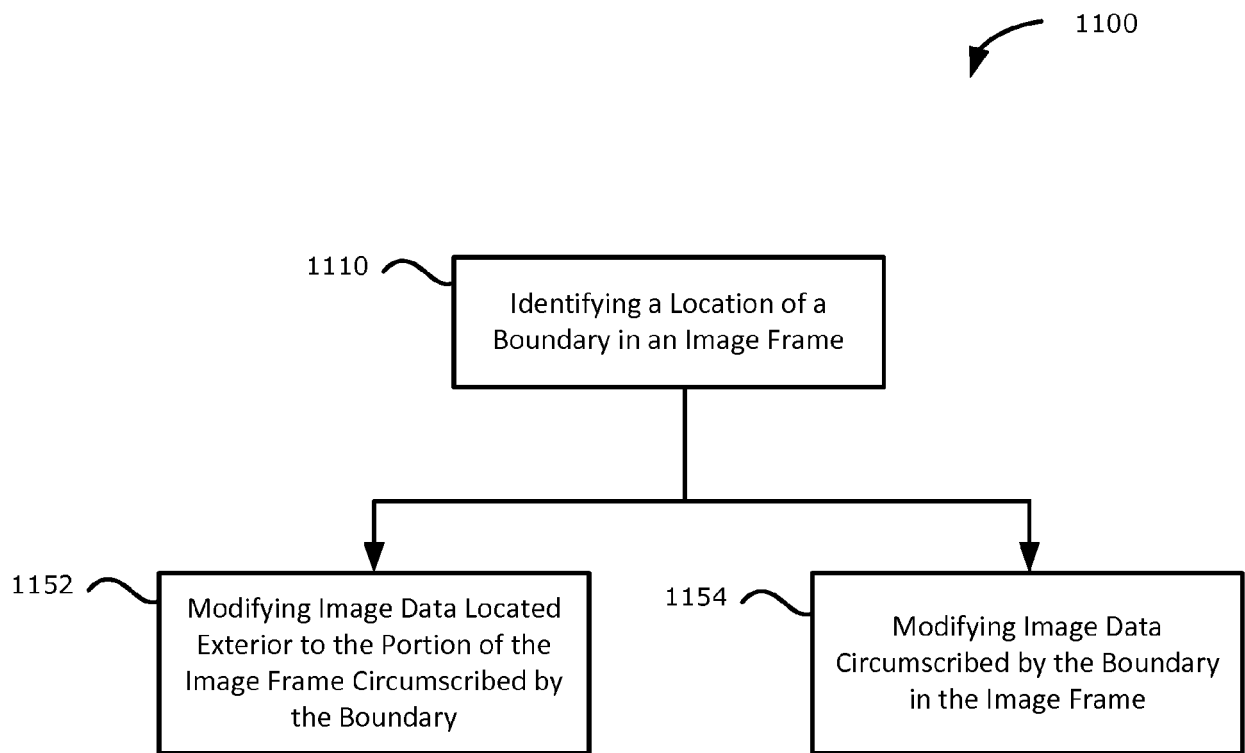 1100
1110
Identifying a Location of a
Boundary in an Image Frame
1152
Modifying Image Data Located
Exterior to the Portion of the
Image Frame Circumscribed by
the Boundary
1154
Modifying Image Data
Circumscribed by the Boundary
in the Image Frame